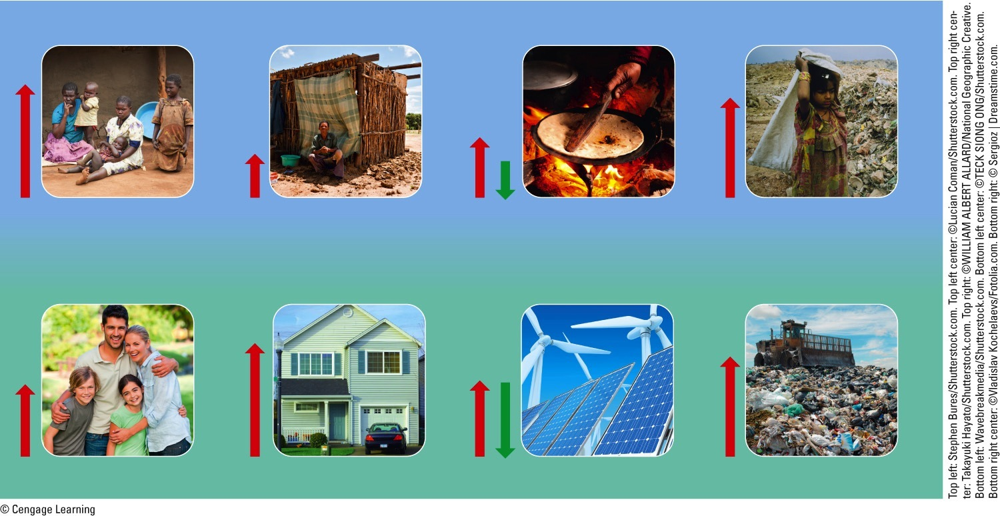 Top left: Stephen Bures/Shutterstock.com. Top left center: ©Lucian Coman/Shutterstock.com. Top right cen-
ter: Takayuki Hayato/Shutterstock.com. Top right: ©WILLIAM ALBERT ALLARD/National Geographic Creative.
Bottom left: Wavebreakmedia/Shutterstock.com. Bottom left center: ©TECK SIONG ONG/Shutterstock.com.
Bottom right center: ©Vladislav Kochelaevs/Fotolia.com. Bottom right: © Sergioz | Dreamstime.com.
© Cengage Learning